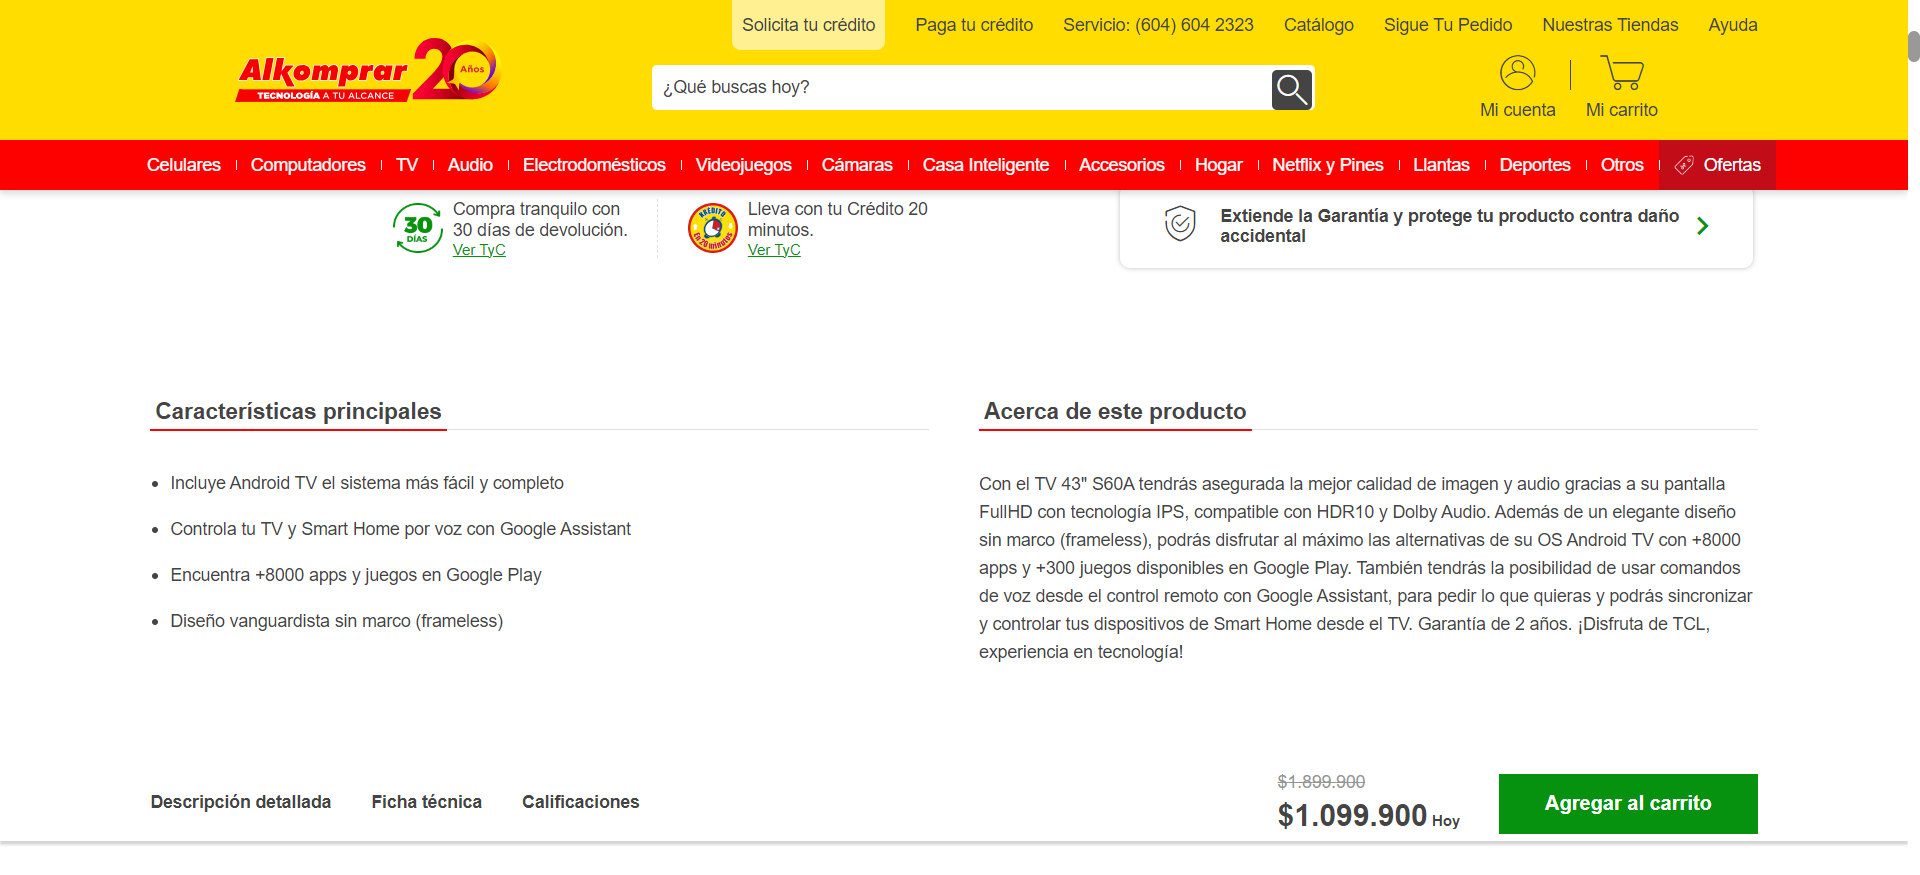 Solicita tu crédito
Paga tu crédito
Servicio: (604) 604 2323
Catálogo
Sigue Tu Pedido
Nuestras Tiendas
Ayuda
Alkomprar 20 Años
TECNOLOGÍA A TU ALCANCE
¿Qué buscas hoy?
Mi cuenta
Mi carrito
Celulares
Computadores
TV
Audio
Electrodomésticos
Videojuegos
Cámaras
Casa Inteligente
Accesorios
Hogar
Netflix y Pines
Llantas
Deportes
Otros
Ofertas
30
DÍAS
Compra tranquilo con
30 días de devolución.
Ver TyC
KRÉDITO
En 20 minutos
Lleva con tu Crédito 20
minutos.
Ver TyC
Extiende la Garantía y protege tu producto contra daño
accidental
Características principales
Incluye Android TV el sistema más fácil y completo
Controla tu TV y Smart Home por voz con Google Assistant
Encuentra +8000 apps y juegos en Google Play
Diseño vanguardista sin marco (frameless)
Acerca de este producto
Con el TV 43" S60A tendrás asegurada la mejor calidad de imagen y audio gracias a su pantalla
FullHD con tecnología IPS, compatible con HDR10 y Dolby Audio. Además de un elegante diseño
sin marco (frameless), podrás disfrutar al máximo las alternativas de su OS Android TV con +8000
apps y +300 juegos disponibles en Google Play. También tendrás la posibilidad de usar comandos
de voz desde el control remoto con Google Assistant, para pedir lo que quieras y podrás sincronizar
y controlar tus dispositivos de Smart Home desde el TV. Garantía de 2 años. ¡Disfruta de TCL,
experiencia en tecnología!
Descripción detallada
Ficha técnica
Calificaciones
$1.899.900
$1.099.900 Hoy
Agregar al carrito